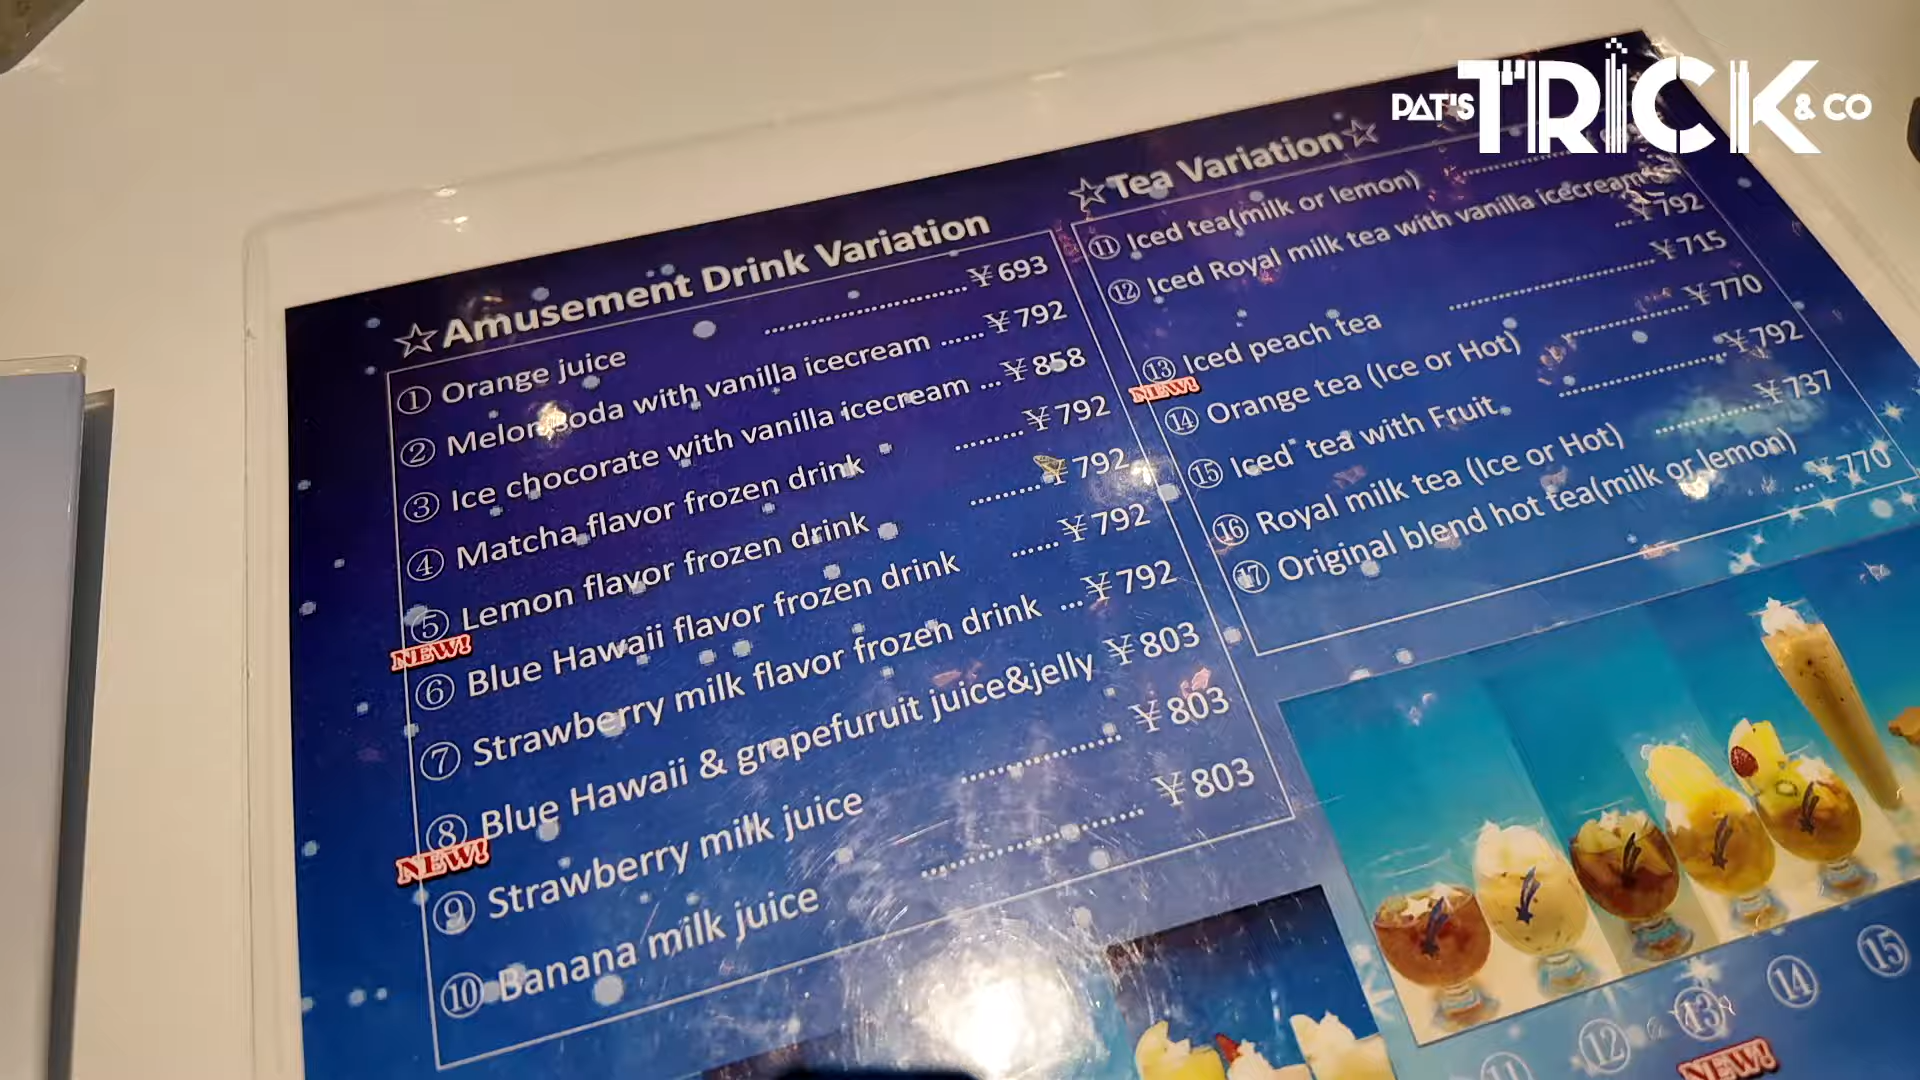 PAT'S TRICK & CO
☆Amusement Drink Variation
① Orange juice ........................... ¥693
② Melon soda with vanilla icecream ...... ¥792
③ Ice chocorate with vanilla icecream ... ¥858
④ Matcha flavor frozen drink ......... ¥792
⑤ Lemon flavor frozen drink ......... ¥792
NEW!
⑥ Blue Hawaii flavor frozen drink ...... ¥792
⑦ Strawberry milk flavor frozen drink ... ¥792
⑧ Blue Hawaii & grapefuruit juice&jelly ¥803
NEW!
⑨ Strawberry milk juice ..................... ¥803
⑩ Banana milk juice ........................... ¥803
☆Tea Variation☆
⑪ Iced tea(milk or lemon)
⑫ Iced Royal milk tea with vanilla icecream
... ¥792
⑬ Iced peach tea ........................... ¥715
NEW!
⑭ Orange tea (Ice or Hot) ............... ¥770
⑮ Iced tea with Fruit ..................... ¥792
⑯ Royal milk tea (Ice or Hot) ............ ¥737
⑰ Original blend hot tea(milk or lemon)
... ¥770
⑪ ⑫ ⑬ ⑭ ⑮
NEW!